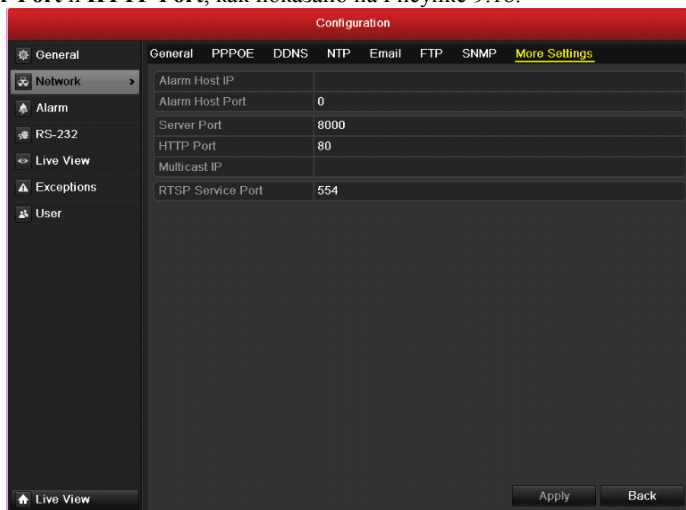 Port и HTTP Port, как показано на Рисунке 9.18.
Configuration
General PPPOE DDNS NTP Email FTP SNMP More Settings
General
Network >
Alarm
RS-232
Live View
Exceptions
User
Alarm Host IP
Alarm Host Port 0
Server Port 8000
HTTP Port 80
Multicast IP
RTSP Service Port 554
Live View
Apply Back